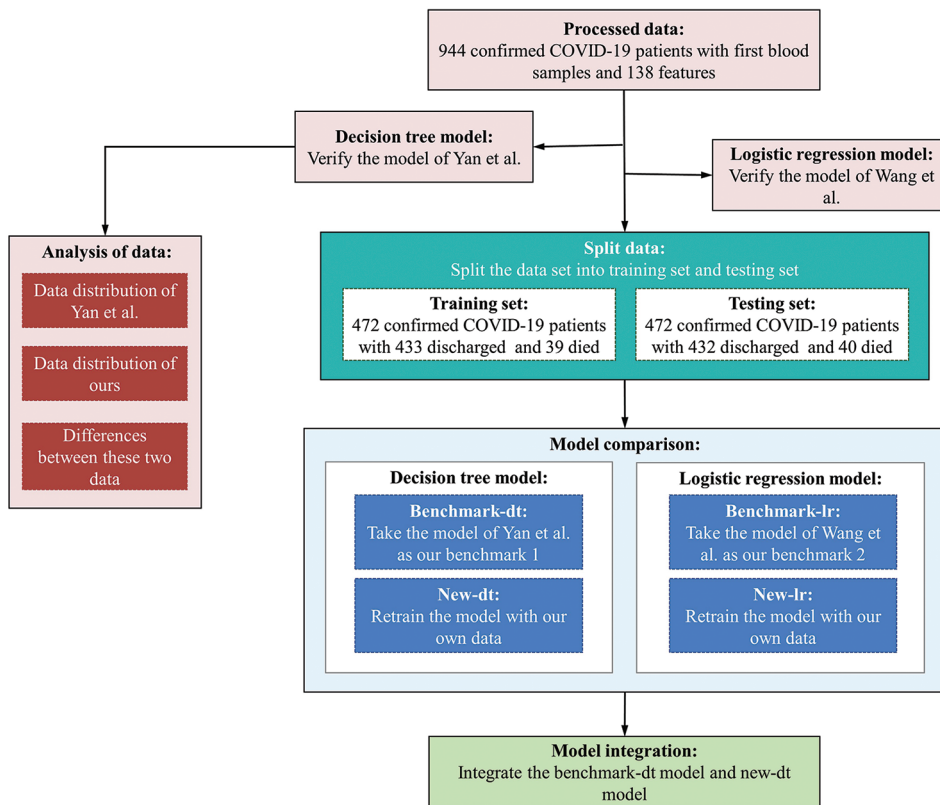 Processed data:
944 confirmed COVID-19 patients with first blood
samples and 138 features
Decision tree model:
Verify the model of Yan et al.
Logistic regression model:
Verify the model of Wang et
al.
Analysis of data:
Data distribution of
Yan et al.
Data distribution of
ours
Differences
between these two
data
Split data:
Split the data set into training set and testing set
Training set:
472 confirmed COVID-19 patients
with 433 discharged and 39 died
Testing set:
472 confirmed COVID-19 patients
with 432 discharged and 40 died
Model comparison:
Decision tree model:
Benchmark-dt:
Take the model of Yan et al.
as our benchmark 1
New-dt:
Retrain the model with our
own data
Logistic regression model:
Benchmark-lr:
Take the model of Wang et
al. as our benchmark 2
New-lr:
Retrain the model with our
own data
Model integration:
Integrate the benchmark-dt model and new-dt
model